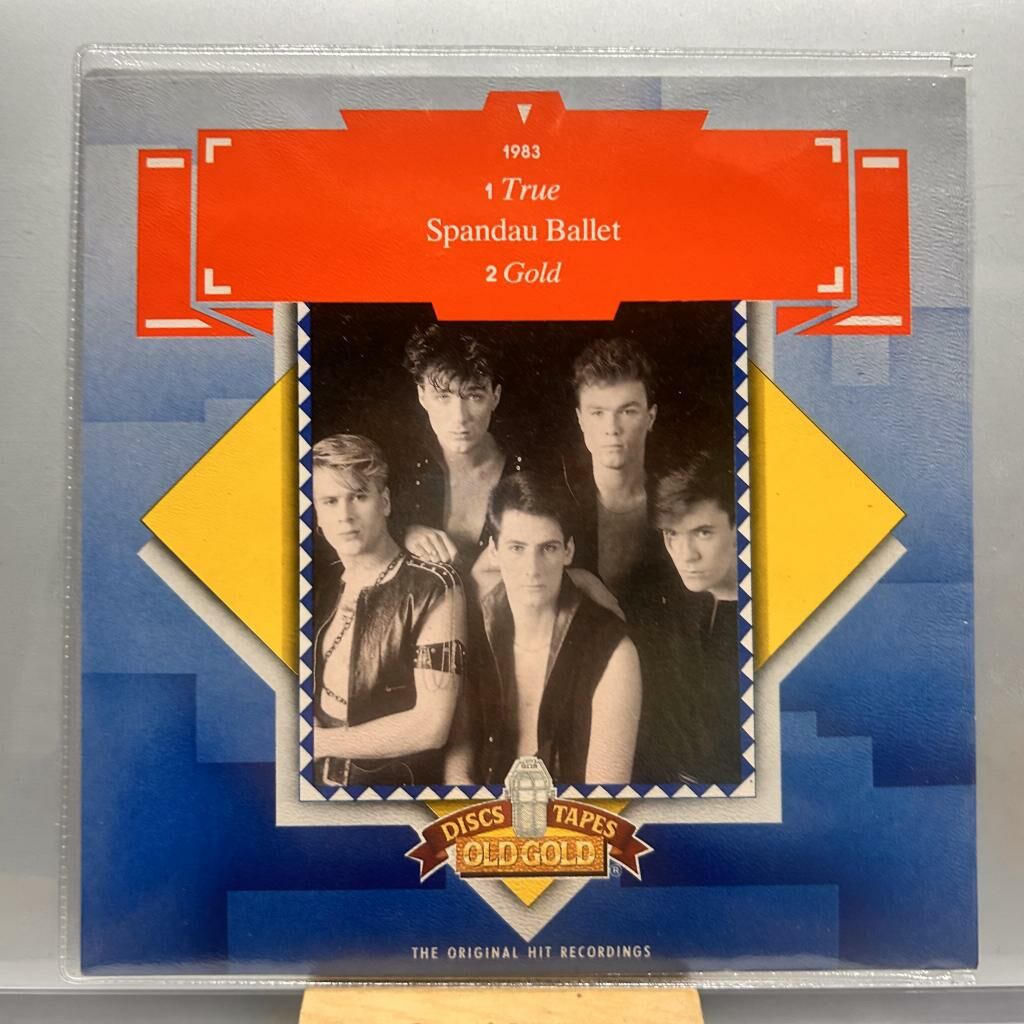 1983
1 True
Spandau Ballet
2 Gold
DISCS TAPES
OLD GOLD ®
THE ORIGINAL HIT RECORDINGS